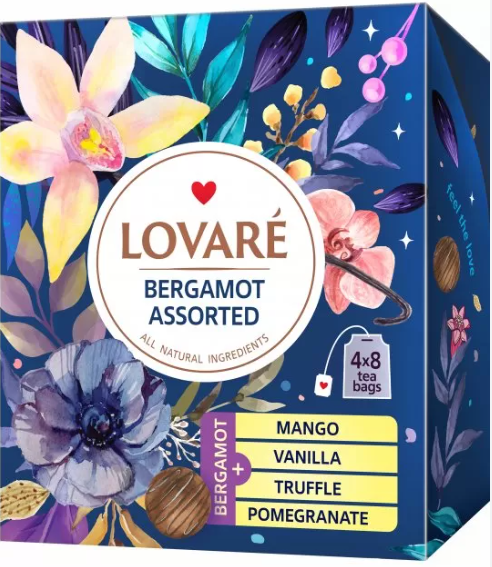 LOVARÉ
BERGAMOT
ASSORTED
ALL NATURAL INGREDIENTS
4x8
tea
bags
BERGAMOT
+
MANGO
VANILLA
TRUFFLE
POMEGRANATE
feel the love